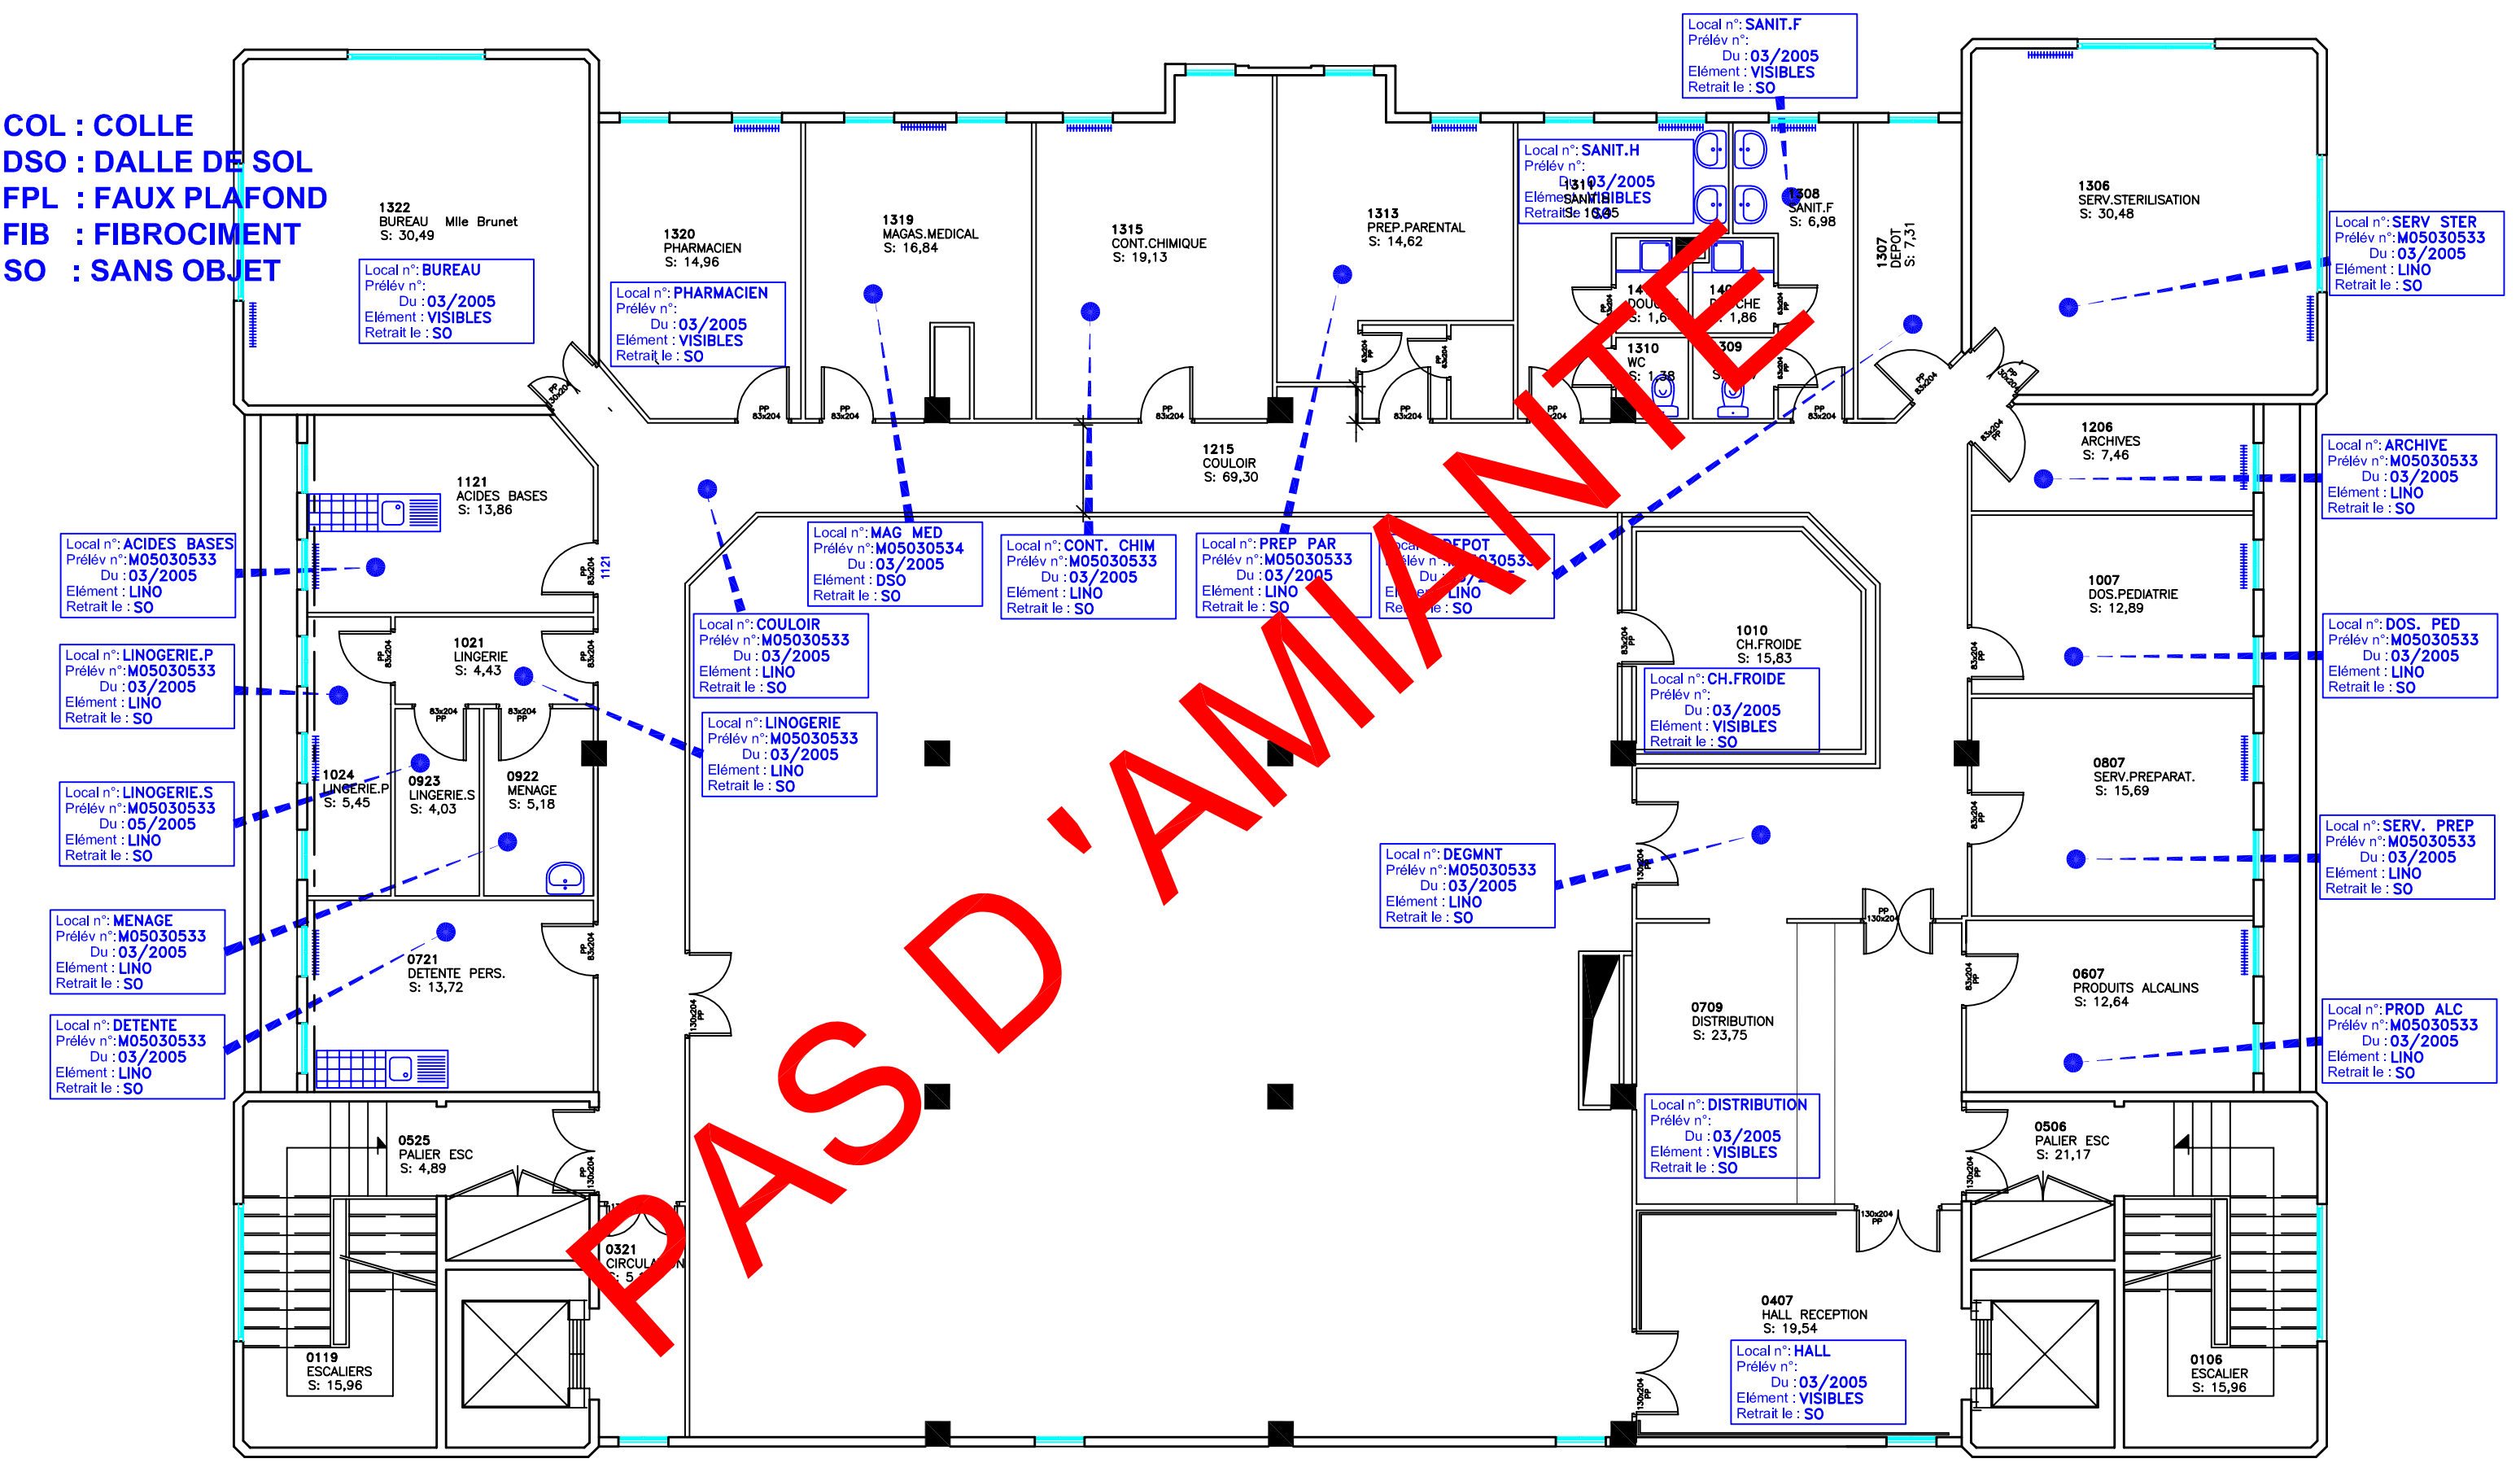 COL : COLLE
DSO : DALLE DE SOL
FPL : FAUX PLAFOND
FIB : FIBROCIMENT
SO : SANS OBJET
Local n°: SANIT.F
Prélév n°:
Du : 03/2005
Elément : VISIBLES
Retrait le : SO
1322
BUREAU Mlle Brunet
S: 30,49
Local n°: BUREAU
Prélév n°:
Du : 03/2005
Elément : VISIBLES
Retrait le : SO
1320
PHARMACIEN
S: 14,96
Local n°: PHARMACIEN
Prélév n°:
Du : 03/2005
Elément : VISIBLES
Retrait le : SO
1319
MAGAS.MEDICAL
S: 16,84
1315
CONT.CHIMIQUE
S: 19,13
1313
PREP.PARENTAL
S: 14,62
Local n°: SANIT.H
Prélév n°:
Du : 03/2005
Elément : VISIBLES
Retrait le : SO
1311
SANIT.H
S: 10,45
1308
SANIT.F
S: 6,98
1307
DEPOT
S: 7,31
1306
SERV.STERILISATION
S: 30,48
Local n°: SERV STER
Prélév n°: M05030533
Du : 03/2005
Elément : LINO
Retrait le : SO
S: 1,86
1310
WC
S: 1,38
1215
COULOIR
S: 69,30
1206
ARCHIVES
S: 7,46
Local n°: ARCHIVE
Prélév n°: M05030533
Du : 03/2005
Elément : LINO
Retrait le : SO
1121
ACIDES BASES
S: 13,86
1121
Local n°: ACIDES BASES
Prélév n°: M05030533
Du : 03/2005
Elément : LINO
Retrait le : SO
Local n°: MAG MED
Prélév n°: M05030534
Du : 03/2005
Elément : DSO
Retrait le : SO
Local n°: CONT. CHIM
Prélév n°: M05030533
Du : 03/2005
Elément : LINO
Retrait le : SO
Local n°: PREP PAR
Prélév n°: M05030533
Du : 03/2005
Elément : LINO
Retrait le : SO
DEPOT
LINO
SO
Local n°: COULOIR
Prélév n°: M05030533
Du : 03/2005
Elément : LINO
Retrait le : SO
1007
DOS.PEDIATRIE
S: 12,89
Local n°: DOS. PED
Prélév n°: M05030533
Du : 03/2005
Elément : LINO
Retrait le : SO
1010
CH.FROIDE
S: 15,83
Local n°: CH.FROIDE
Prélév n°:
Du : 03/2005
Elément : VISIBLES
Retrait le : SO
Local n°: LINOGERIE.P
Prélév n°: M05030533
Du : 03/2005
Elément : LINO
Retrait le : SO
1021
LINGERIE
S: 4,43
Local n°: LINOGERIE
Prélév n°: M05030533
Du : 03/2005
Elément : LINO
Retrait le : SO
Local n°: LINOGERIE.S
Prélév n°: M05030533
Du : 05/2005
Elément : LINO
Retrait le : SO
1024
LINGERIE.P
S: 5,45
0923
LINGERIE.S
S: 4,03
0922
MENAGE
S: 5,18
0807
SERV.PREPARAT.
S: 15,69
Local n°: SERV. PREP
Prélév n°: M05030533
Du : 03/2005
Elément : LINO
Retrait le : SO
Local n°: DEGMNT
Prélév n°: M05030533
Du : 03/2005
Elément : LINO
Retrait le : SO
Local n°: MENAGE
Prélév n°: M05030533
Du : 03/2005
Elément : LINO
Retrait le : SO
0721
DETENTE PERS.
S: 13,72
Local n°: DETENTE
Prélév n°: M05030533
Du : 03/2005
Elément : LINO
Retrait le : SO
0607
PRODUITS ALCALINS
S: 12,64
Local n°: PROD ALC
Prélév n°: M05030533
Du : 03/2005
Elément : LINO
Retrait le : SO
0709
DISTRIBUTION
S: 23,75
Local n°: DISTRIBUTION
Prélév n°:
Du : 03/2005
Elément : VISIBLES
Retrait le : SO
0525
PALIER ESC
S: 4,89
0506
PALIER ESC
S: 21,17
0321
0407
HALL RECEPTION
S: 19,54
Local n°: HALL
Prélév n°:
Du : 03/2005
Elément : VISIBLES
Retrait le : SO
0119
ESCALIERS
S: 15,96
0106
ESCALIER
S: 15,96
PAS D'AMIANTE